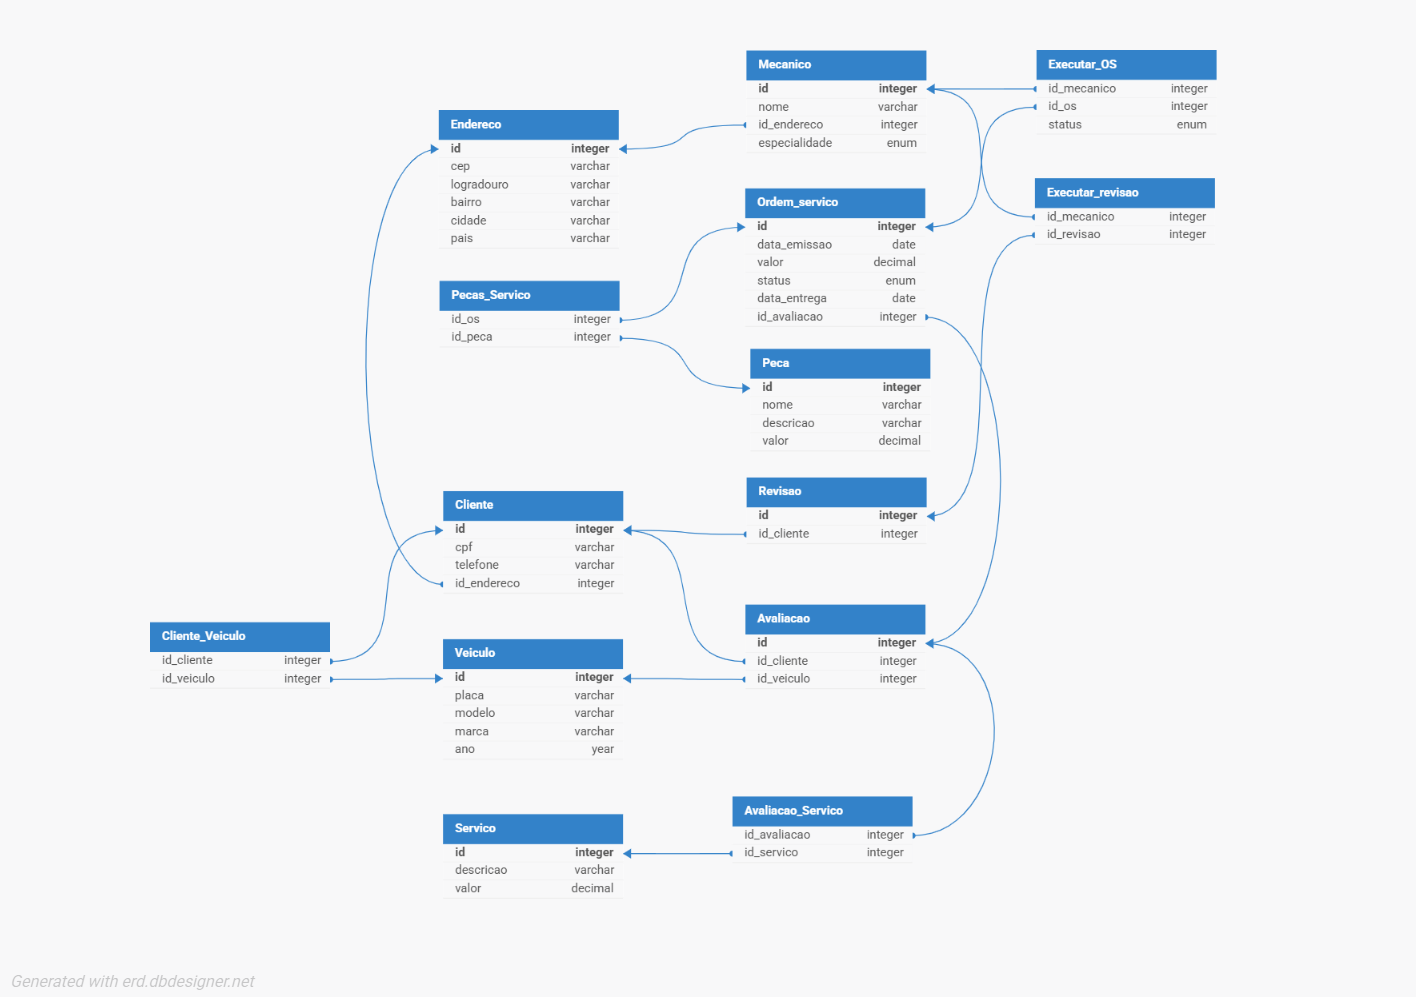 Mecanico
id integer
nome varchar
id_endereco integer
especialidade enum
Executar_OS
id_mecanico integer
id_os integer
status enum
Endereco
id integer
cep varchar
logradouro varchar
bairro varchar
cidade varchar
pais varchar
Executar_revisao
id_mecanico integer
id_revisao integer
Ordem_servico
id integer
data_emissao date
valor decimal
status enum
data_entrega date
id_avaliacao integer
Pecas_Servico
id_os integer
id_peca integer
Peca
id integer
nome varchar
descricao varchar
valor decimal
Cliente
id integer
cpf varchar
telefone varchar
id_endereco integer
Revisao
id integer
id_cliente integer
Avaliacao
id integer
id_cliente integer
id_veiculo integer
Cliente_Veiculo
id_cliente integer
id_veiculo integer
Veiculo
id integer
placa varchar
modelo varchar
marca varchar
ano year
Servico
id integer
descricao varchar
valor decimal
Avaliacao_Servico
id_avaliacao integer
id_servico integer
Generated with erd.dbdesigner.net